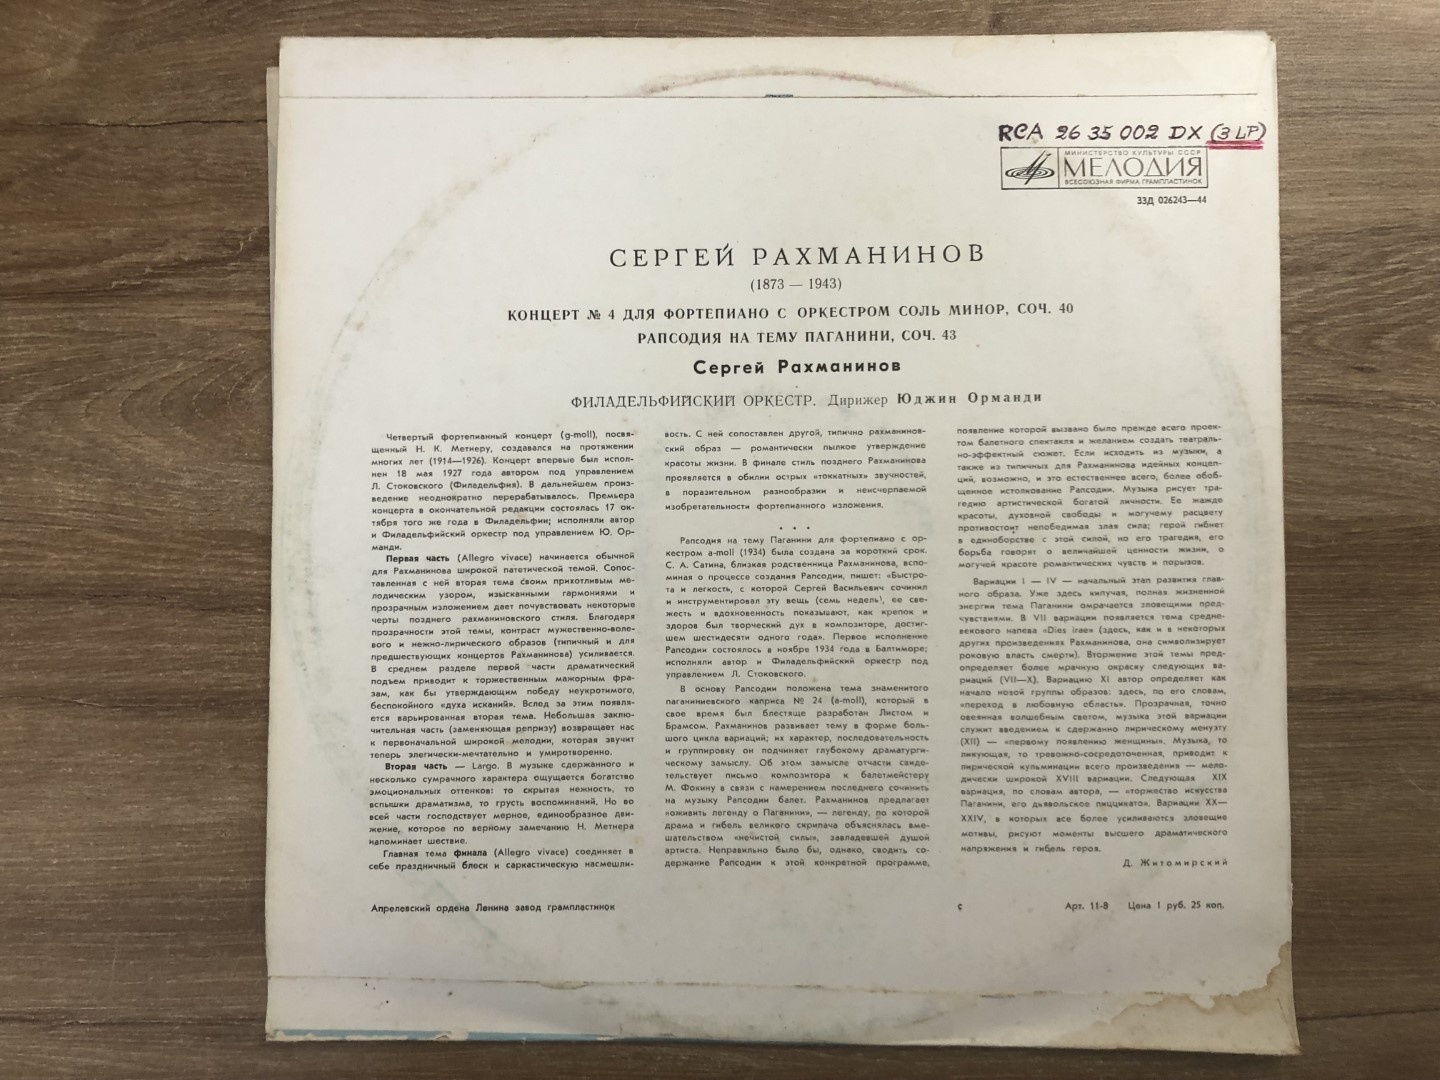 RCA 26 35 002 DX (3 LP)
МИНИСТЕРСТВО КУЛЬТУРЫ СССР
МЕЛОДИЯ
ВСЕСОЮЗНАЯ ФИРМА ГРАМПЛАСТИНОК
33Д 026243—44
СЕРГЕЙ РАХМАНИНОВ
(1873 — 1943)
КОНЦЕРТ № 4 ДЛЯ ФОРТЕПИАНО С ОРКЕСТРОМ СОЛЬ МИНОР, СОЧ. 40
РАПСОДИЯ НА ТЕМУ ПАГАНИНИ, СОЧ. 43
Сергей Рахманинов
ФИЛАДЕЛЬФИЙСКИЙ ОРКЕСТР. Дирижер Юджин Орманди
Четвертый фортепианный концерт (g-moll), посвя-
щенный Н. К. Метнеру, создавался на протяжении
многих лет (1914—1926). Концерт впервые был испол-
нен 18 мая 1927 года автором под управлением
Л. Стоковского (Филадельфия). В дальнейшем произ-
ведение неоднократно перерабатывалось. Премьера
концерта в окончательной редакции состоялась 17 ок-
тября того же года в Филадельфии; исполняли автор
и Филадельфийский оркестр под управлением Ю. Ор-
манди.
Первая часть (Allegro vivace) начинается обычной
для Рахманинова широкой патетической темой. Сопос-
тавленная с ней вторая тема своим прихотливым ме-
лодическим узором, изысканными гармониями и
прозрачным изложением дает почувствовать некоторые
черты позднего рахманиновского стиля. Благодаря
прозрачности этой темы, контраст мужественно-воле-
вого и нежно-лирического образов (типичный и для
предшествующих концертов Рахманинова) усиливается.
В среднем разделе первой части драматический
подъем приводит к торжественным мажорным фра-
зам, как бы утверждающим победу неукротимого,
беспокойного «духа исканий». Вслед за этим появля-
ется варьированная вторая тема. Небольшая заклю-
чительная часть (заменяющая репризу) возвращает нас
к первоначальной широкой мелодии, которая звучит
теперь элегически-мечтательно и умиротворенно.
Вторая часть — Largo. В музыке сдержанного и
несколько сумрачного характера ощущается богатство
эмоциональных оттенков: то скрытая нежность, то
вспышки драматизма, то грусть воспоминаний. Но во
всей части господствует мерное, единообразное дви-
жение, которое по верному замечанию Н. Метнера
напоминает шествие.
Главная тема финала (Allegro vivace) соединяет в
себе праздничный блеск и саркастическую насмешли-
вость. С ней сопоставлен другой, типично рахманинов-
ский образ — романтически пылкое утверждение
красоты жизни. В финале стиль позднего Рахманинова
проявляется в обилии острых «токкатных» звучностей,
в поразительном разнообразии и неисчерпаемой
изобретательности фортепианного изложения.
* * *
Рапсодия на тему Паганини для фортепиано с ор-
кестром a-moll (1934) была создана за короткий срок.
С. А. Сатина, близкая родственница Рахманинова, вспо-
миная о процессе создания Рапсодии, пишет: «Быстро-
та и легкость, с которой Сергей Васильевич сочинил
и инструментировал эту вещь (семь недель), ее све-
жесть и вдохновенность показывают, как крепок и
здоров был творческий дух в композиторе, достиг-
шем шестидесяти одного года». Первое исполнение
Рапсодии состоялось в ноябре 1934 года в Балтиморе;
исполняли автор и Филадельфийский оркестр под
управлением Л. Стоковского.
В основу Рапсодии положена тема знаменитого
паганиниевского каприса № 24 (a-moll), который в
свое время был блестяще разработан Листом и
Брамсом. Рахманинов развивает тему в форме боль-
шого цикла вариаций; их характер, последовательность
и группировку он подчиняет глубокому драматурги-
ческому замыслу. Об этом замысле отчасти свиде-
тельствует письмо композитора к балетмейстеру
М. Фокину в связи с намерением последнего сочинить
на музыку Рапсодии балет. Рахманинов предлагает
«оживить легенду о Паганини», — легенду, по которой
драма и гибель великого скрипача объяснялась вме-
шательством «нечистой силы», завладевшей душой
артиста. Неправильно было бы, однако, сводить со-
держание Рапсодии к этой конкретной программе,
появление которой вызвано было прежде всего проек-
том балетного спектакля и желанием создать театраль-
но-эффектный сюжет. Если исходить из музыки, а
также из типичных для Рахманинова идейных концеп-
ций, возможно, и это естественнее всего, более обоб-
щенное истолкование Рапсодии. Музыка рисует тра-
гедию артистической богатой личности. Ее жажде
красоты, духовной свободы и могучему расцвету
противостоит непобедимая злая сила; герой гибнет
в единоборстве с этой силой, но его трагедия, его
борьба говорят о величайшей ценности жизни, о
могучей красоте романтических чувств и порывов.
Вариации I — IV — начальный этап развития глав-
ного образа. Уже здесь кипучая, полная жизненной
энергии тема Паганини омрачается зловещими пред-
чувствиями. В VII вариации появляется тема средне-
векового напева «Dies irae» (здесь, как и в некоторых
других произведениях Рахманинова, она символизирует
роковую власть смерти). Вторжение этой темы пред-
определяет более мрачную окраску следующих ва-
риаций (VII—X). Вариацию XI автор определяет как
начало новой группы образов: здесь, по его словам,
«переход в любовную область». Прозрачная, точно
овеянная волшебным светом, музыка этой вариации
служит введением к сдержанно лирическому менуэту
(XII) — «первому появлению женщины». Музыка, то
ликующая, то тревожно-сосредоточенная, приводит к
лирической кульминации всего произведения — мело-
дически широкой XVIII вариации. Следующая XIX
вариация, по словам автора, — «торжество искусства
Паганини, его дьявольское пиццикато». Вариации XX—
XXIV, в которых все более усиливаются зловещие
мотивы, рисуют моменты высшего драматического
напряжения и гибель героя.
Д. Житомирский
Апрелевский ордена Ленина завод грампластинок
Арт. 11-8 Цена 1 руб. 25 коп.